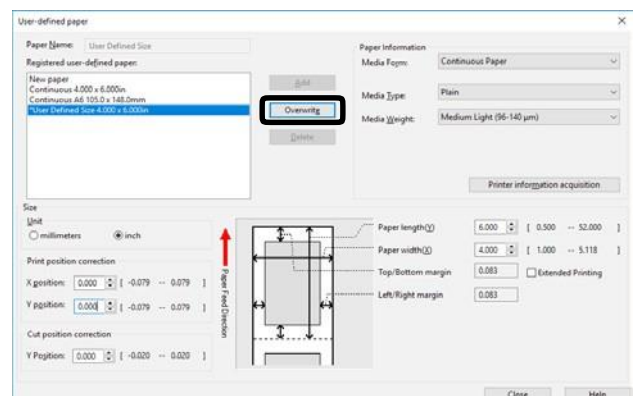 User-defined paper
Paper Name: User Defined Size
Registered user-defined paper:
New paper
Continuous 4.000 x 6.000in
Continuous A6 105.0 x 148.0mm
*User Defined Size 4.000 x 6.000in
Add
Overwrite
Delete
Paper Information
Media Form: Continuous Paper
Media Type: Plain
Media Weight: Medium Light (96-140 μm)
Printer information acquisition
Size
Unit
millimeters inch
Print position correction
X position: 0.000 [ -0.079 -- 0.079 ]
Y position: 0.000 [ -0.079 -- 0.079 ]
Cut position correction
Y Position: 0.000 [ -0.020 -- 0.020 ]
Paper Feed Direction
Paper length(Y) 6.000 [ 0.500 -- 52.000 ]
Paper width(X) 4.000 [ 1.000 -- 5.118 ]
Top/Bottom margin 0.083 Extended Printing
Left/Right margin 0.083
Close Help